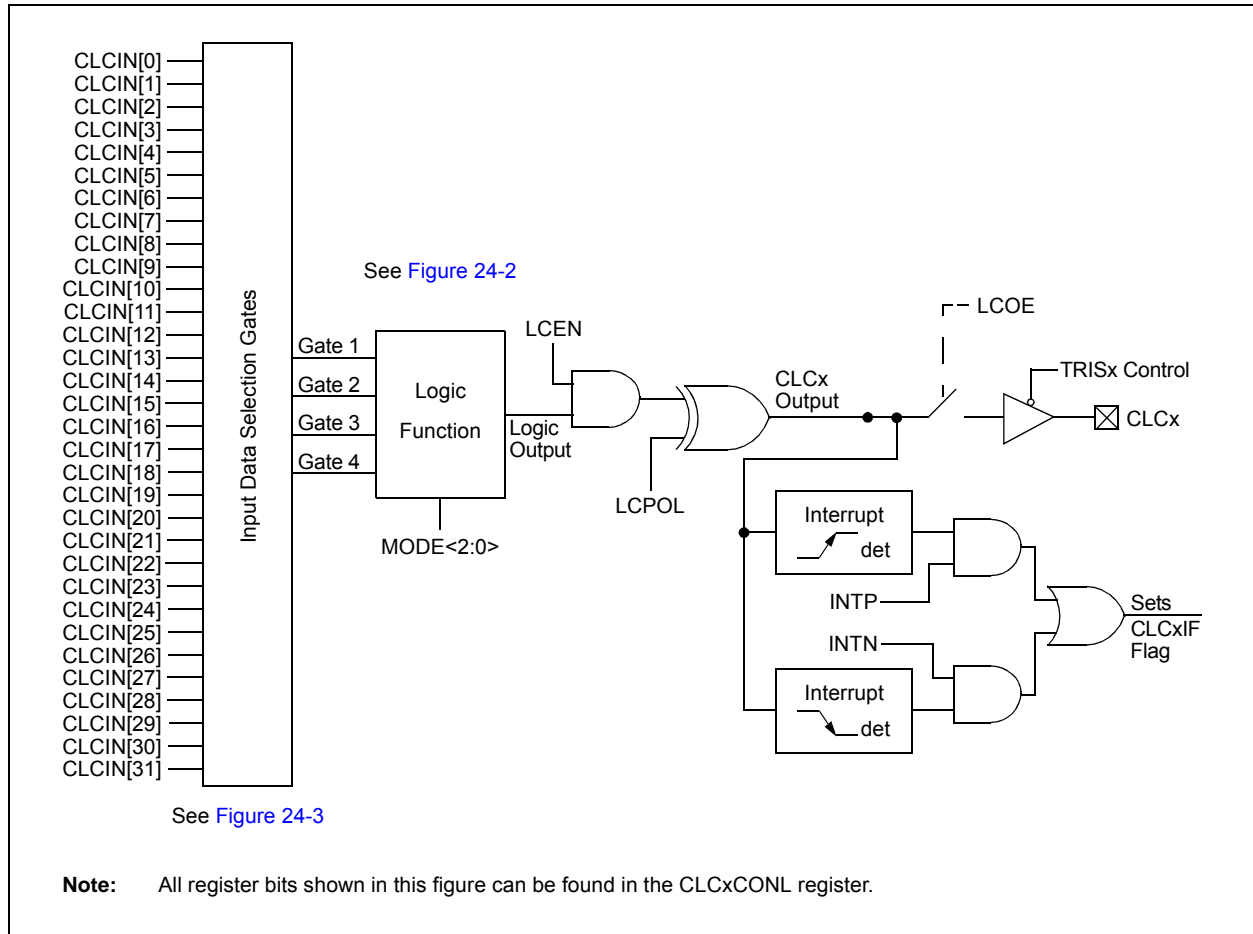 CLCIN[0]
CLCIN[1]
CLCIN[2]
CLCIN[3]
CLCIN[4]
CLCIN[5]
CLCIN[6]
CLCIN[7]
CLCIN[8]
CLCIN[9]
CLCIN[10]
CLCIN[11]
CLCIN[12]
CLCIN[13]
CLCIN[14]
CLCIN[15]
CLCIN[16]
CLCIN[17]
CLCIN[18]
CLCIN[19]
CLCIN[20]
CLCIN[21]
CLCIN[22]
CLCIN[23]
CLCIN[24]
CLCIN[25]
CLCIN[26]
CLCIN[27]
CLCIN[28]
CLCIN[29]
CLCIN[30]
CLCIN[31]
Input Data Selection Gates
See Figure 24-3
Gate 1
Gate 2
Gate 3
Gate 4
See Figure 24-2
Logic
Function
MODE<2:0>
Logic
Output
LCEN
LCPOL
CLCx
Output
LCOE
TRISx Control
CLCx
Interrupt
det
INTP
INTN
Interrupt
det
Sets
CLCxIF
Flag
Note: All register bits shown in this figure can be found in the CLCxCONL register.